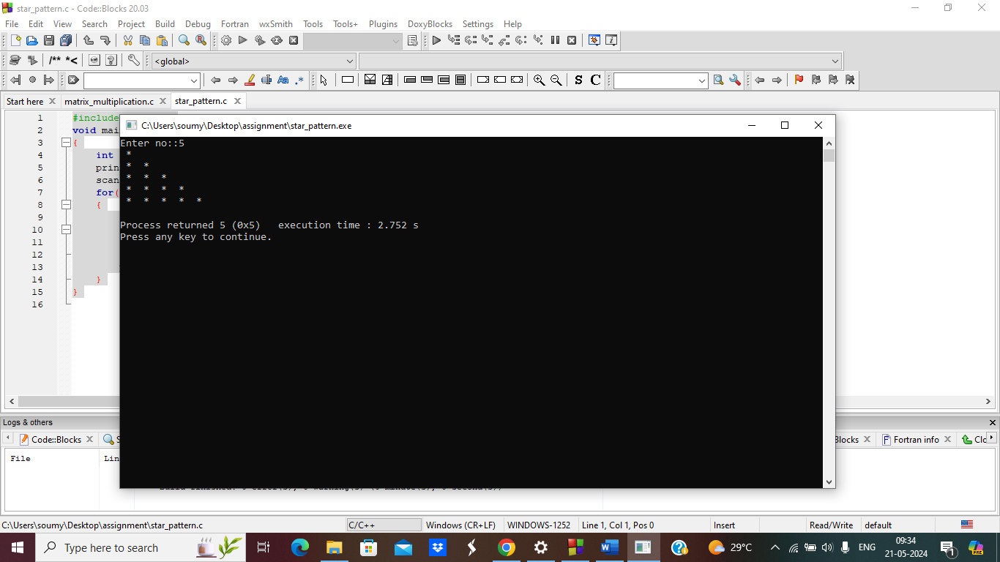 star_pattern.c - Code::Blocks 20.03
File Edit View Search Project Build Debug Fortran wxSmith Tools Tools+ Plugins DoxyBlocks Settings Help
/** *<
<global>
Aa .*
S C
Start here matrix_multiplication.c star_pattern.c
1 #include
2 void mai
3 {
4 int
5 prin
6 scan
7 for(
8 {
9
10
11
12
13
14 }
15 }
16
C:\Users\soumy\Desktop\assignment\star_pattern.exe
Enter no::5
*
* *
* * *
* * * *
* * * * *
Process returned 5 (0x5) execution time : 2.752 s
Press any key to continue.
Logs & others
Code::Blocks S Blocks Fortran info Clo
File Lin
C:\Users\soumy\Desktop\assignment\star_pattern.c C/C++ Windows (CR+LF) WINDOWS-1252 Line 1, Col 1, Pos 0 Insert Read/Write default
Type here to search 29°C ENG 09:34 21-05-2024 1 PRE